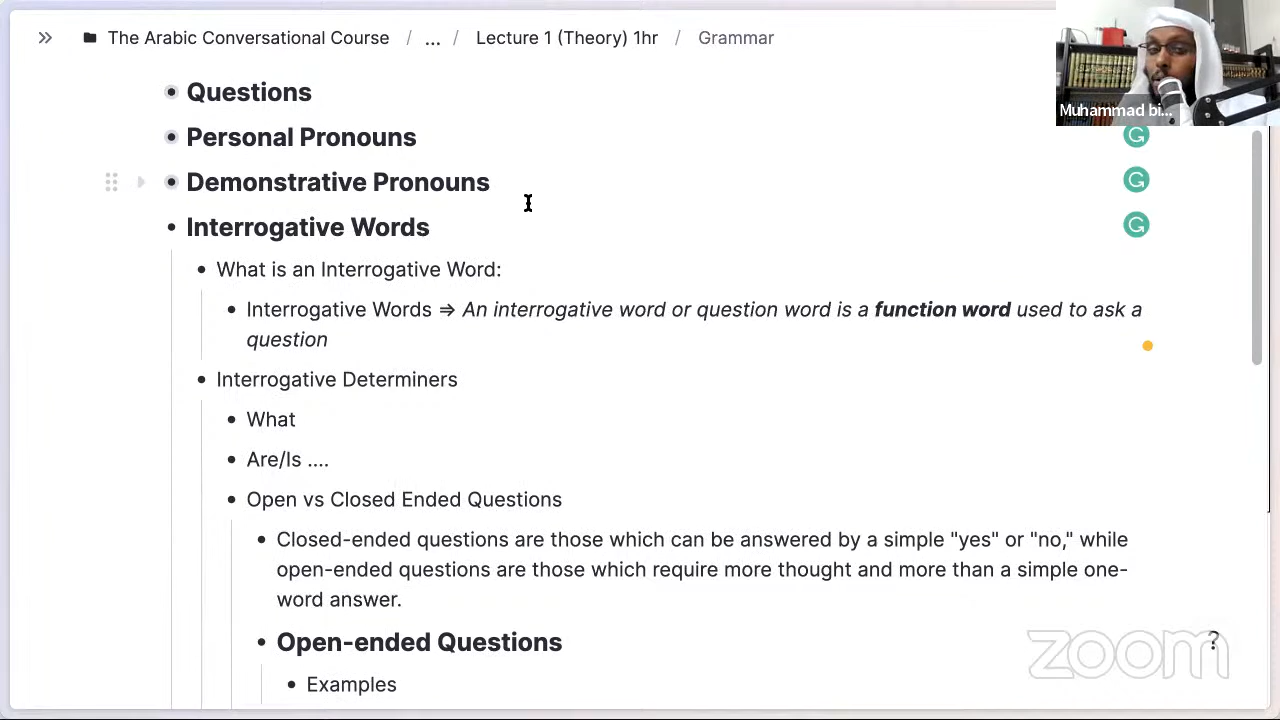 The Arabic Conversational Course / ... / Lecture 1 (Theory) 1hr / Grammar
Muhammad bi...
Questions
Personal Pronouns
Demonstrative Pronouns
Interrogative Words
What is an Interrogative Word:
Interrogative Words ⇒ An interrogative word or question word is a function word used to ask a
question
Interrogative Determiners
What
Are/Is ....
Open vs Closed Ended Questions
Closed-ended questions are those which can be answered by a simple "yes" or "no," while
open-ended questions are those which require more thought and more than a simple one-
word answer.
Open-ended Questions
Examples
zoom
?